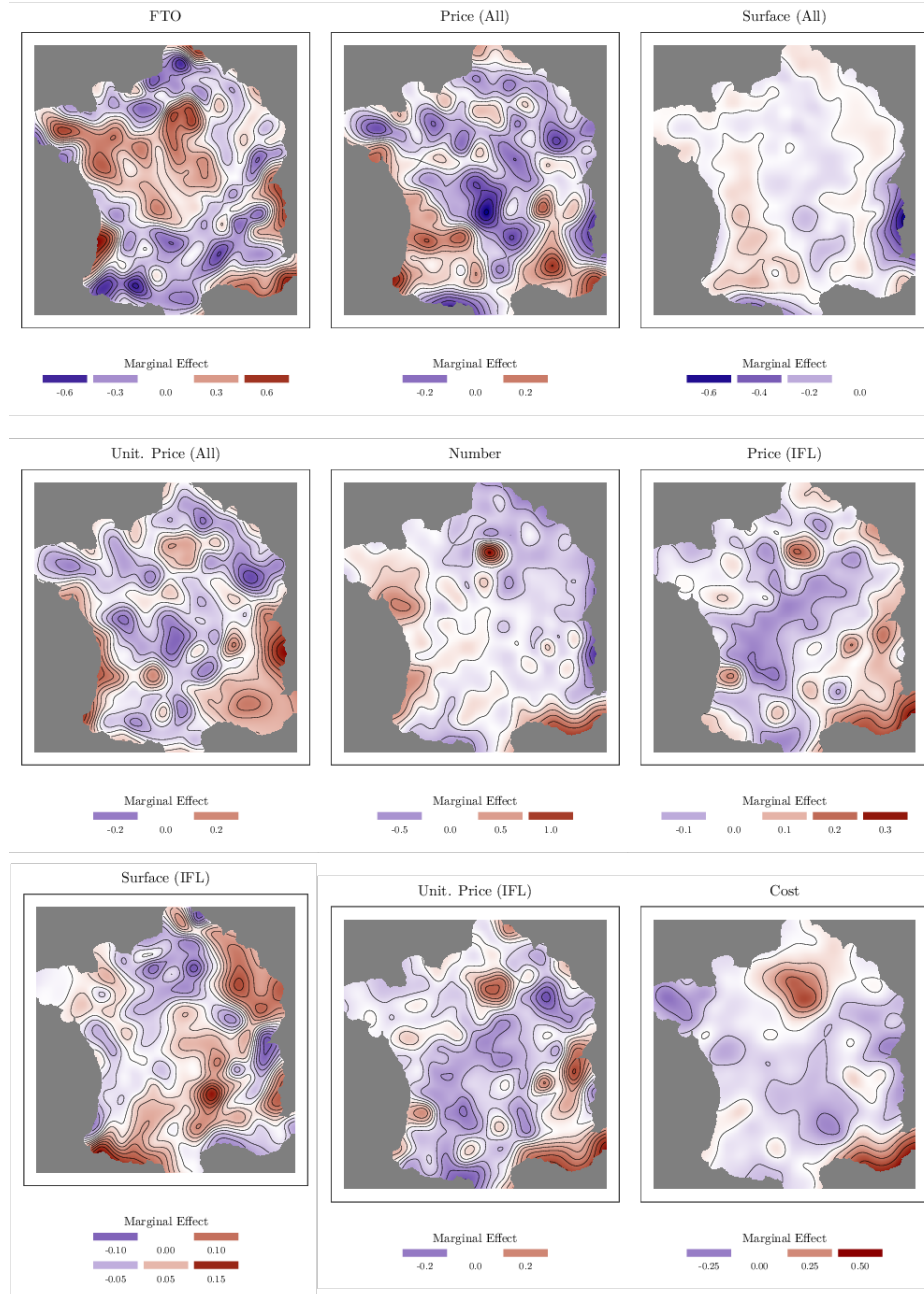 FTO Price (All) Surface (All)
Marginal Effect Marginal Effect Marginal Effect
-0.6 -0.3 0.0 0.3 0.6 -0.2 0.0 0.2 -0.6 -0.4 -0.2 0.0
Unit. Price (All) Number Price (IFL)
Marginal Effect Marginal Effect Marginal Effect
-0.2 0.0 0.2 -0.5 0.0 0.5 1.0 -0.1 0.0 0.1 0.2 0.3
Surface (IFL) Unit. Price (IFL) Cost
Marginal Effect Marginal Effect Marginal Effect
-0.10 0.00 0.10 -0.2 0.0 0.2 -0.25 0.00 0.25 0.50
-0.05 0.05 0.15